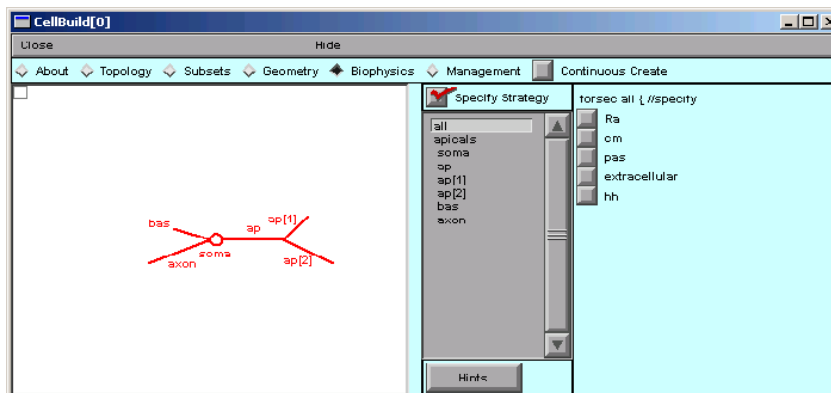 CellBuild[0]
Close Hide
About Topology Subsets Geometry Biophysics Management Continuous Create
Specify Strategy
forsec all { //specify
all
apicals
soma
ap
ap[1]
ap[2]
bas
axon
Ra
cm
pas
extracellular
hh
bas
ap
ap[1]
soma
axon
ap[2]
Hints